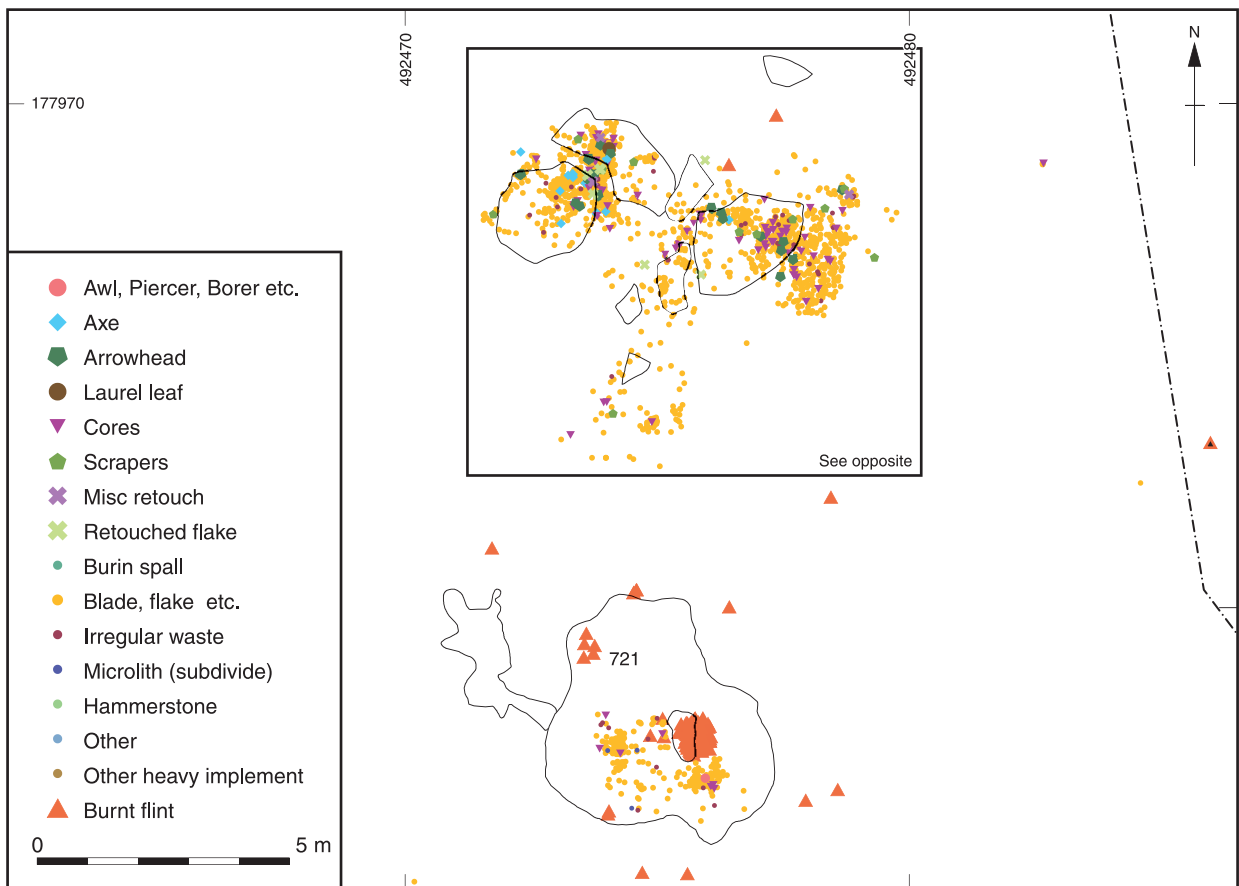 492470
492480
N
177970
See opposite
Awl, Piercer, Borer etc.
Axe
Arrowhead
Laurel leaf
Cores
Scrapers
Misc retouch
Retouched flake
Burin spall
Blade, flake etc.
Irregular waste
Microlith (subdivide)
Hammerstone
Other
Other heavy implement
Burnt flint
0 5 m
721